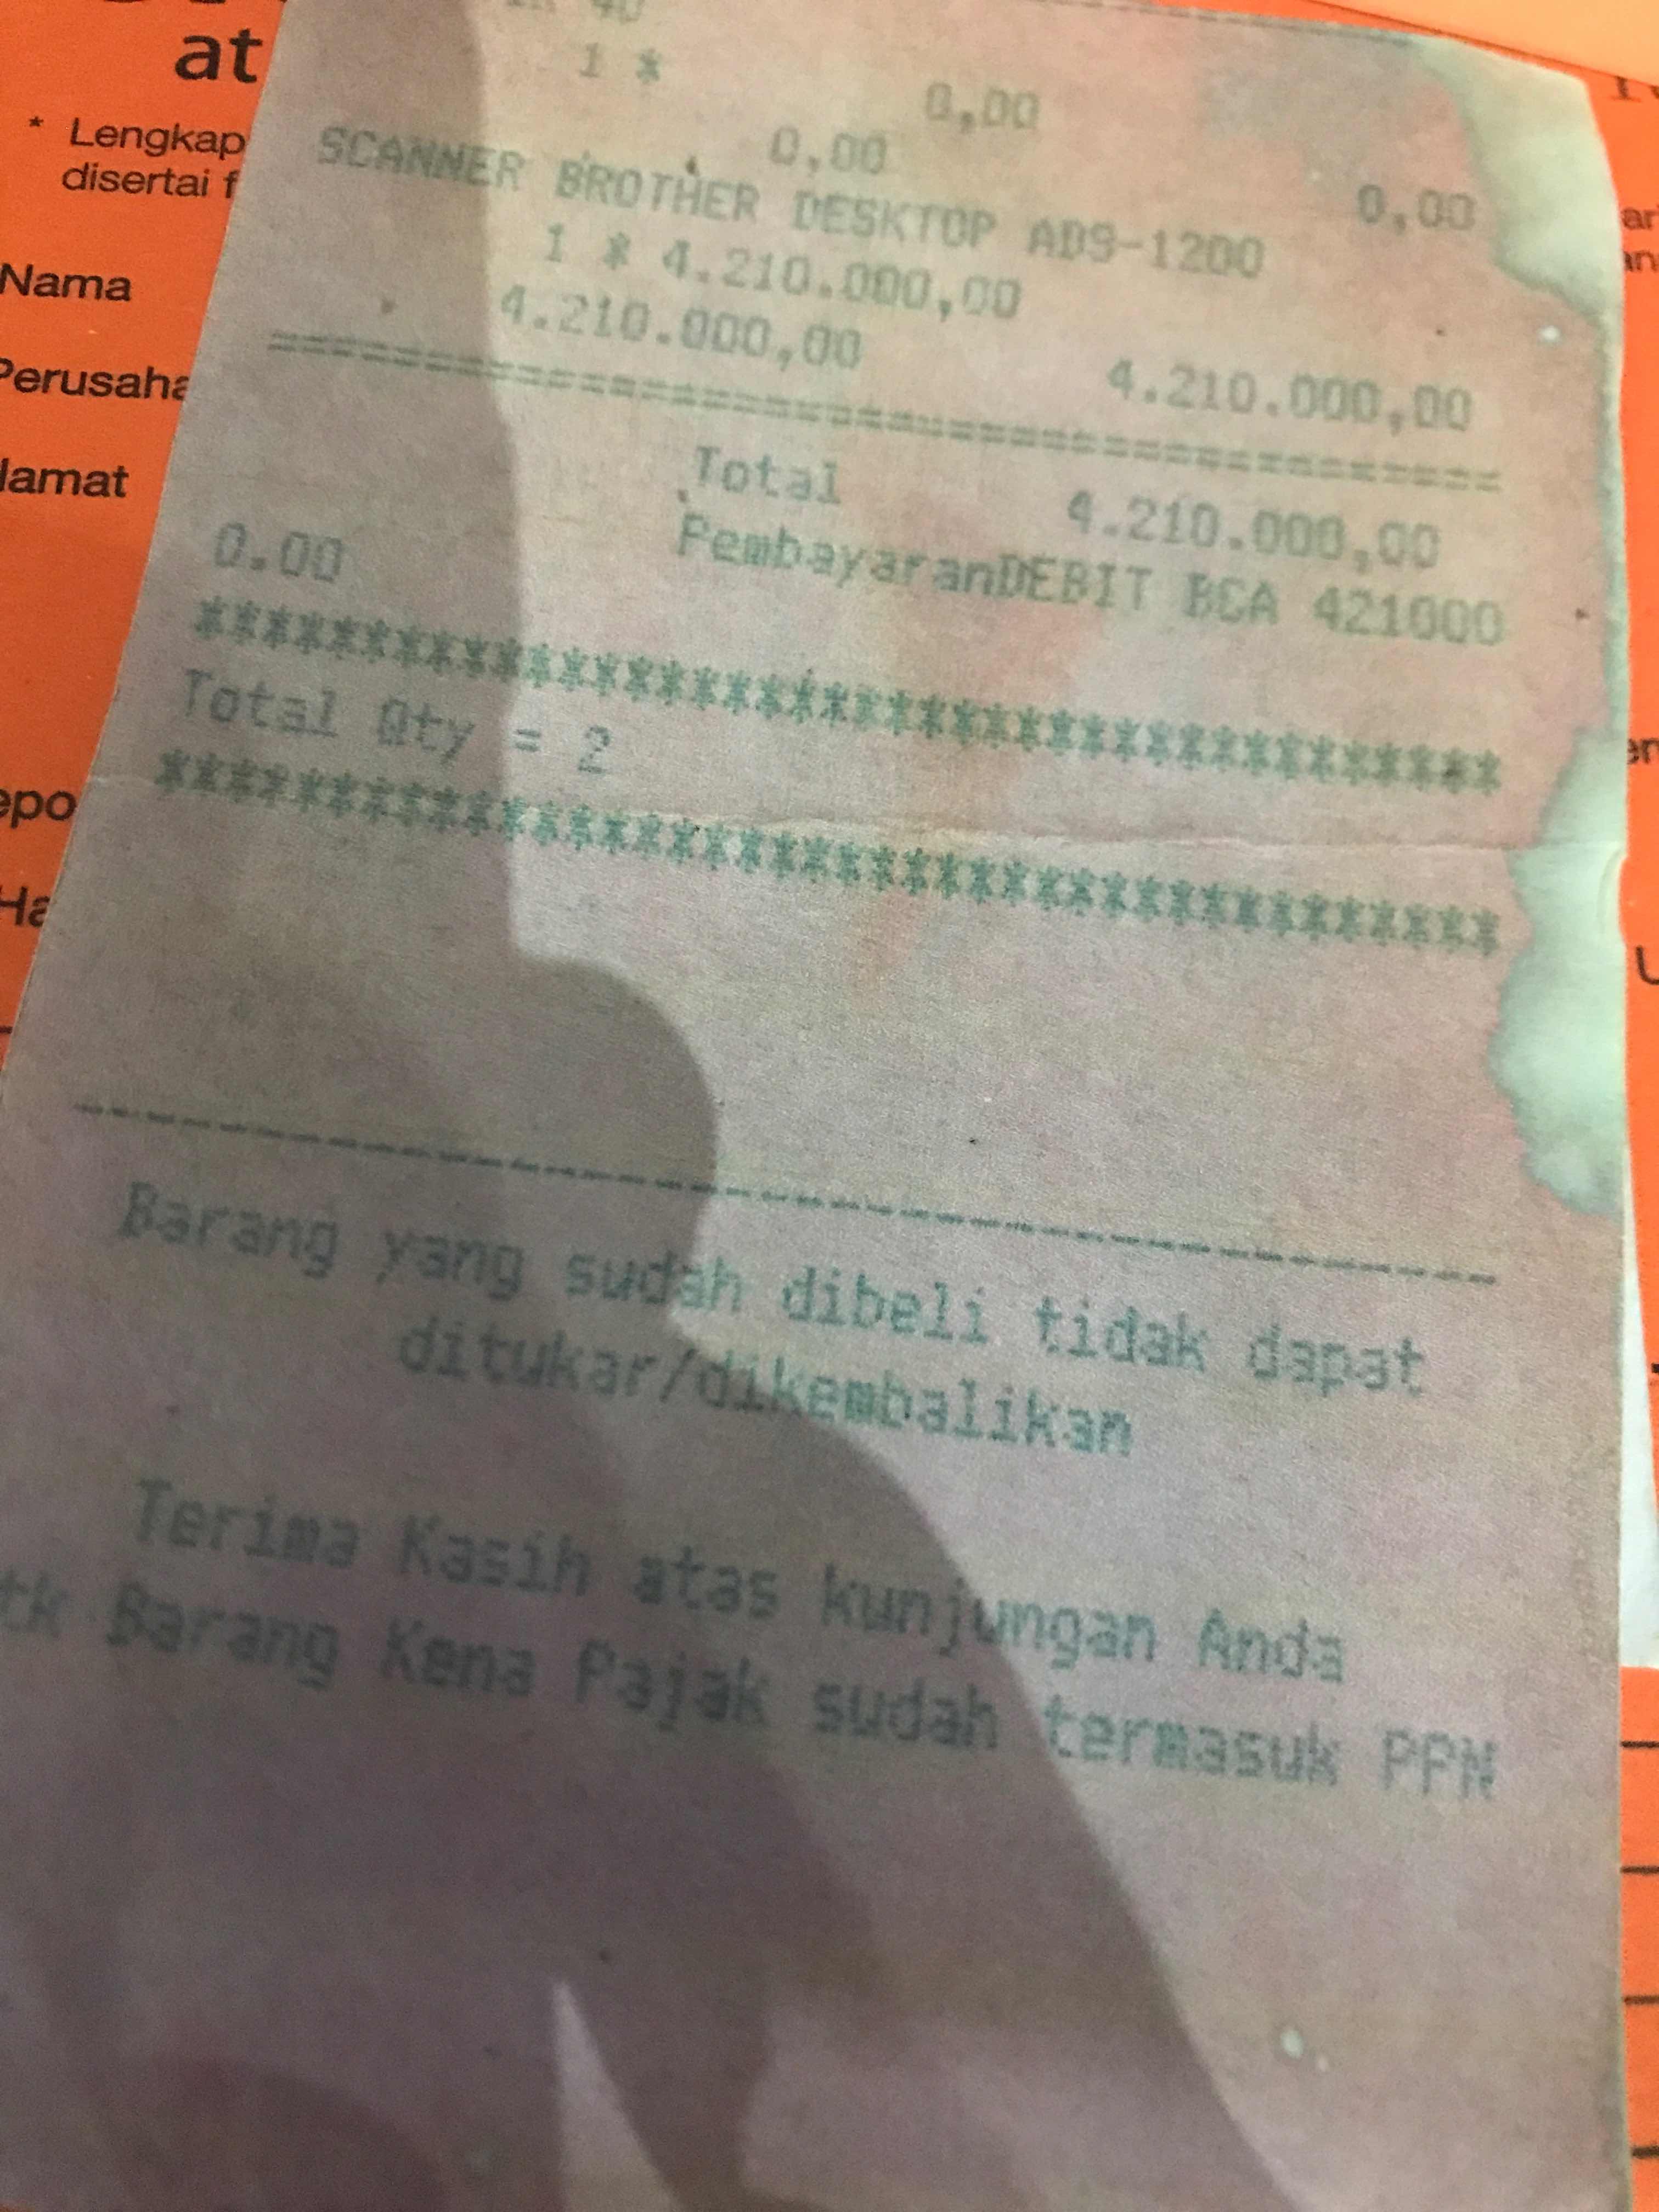 at
* Lengkap
disertai f
Nama
Perusaha
lamat
epo
Ha
1 *
0,00
0,00
0,00
SCANNER BROTHER DESKTOP ADS-1200
1 * 4.210.000,00
4.210.000,00
4.210.000,00
================================
Total 4.210.000,00
PembayaranDEBIT BCA 421000
0.00
****************************************
Total Qty = 2
****************************************
----------------------------------------
Barang yang sudah dibeli tidak dapat
ditukar/dikembalikan
Terima Kasih atas kunjungan Anda
tk Barang Kena Pajak sudah termasuk PPN